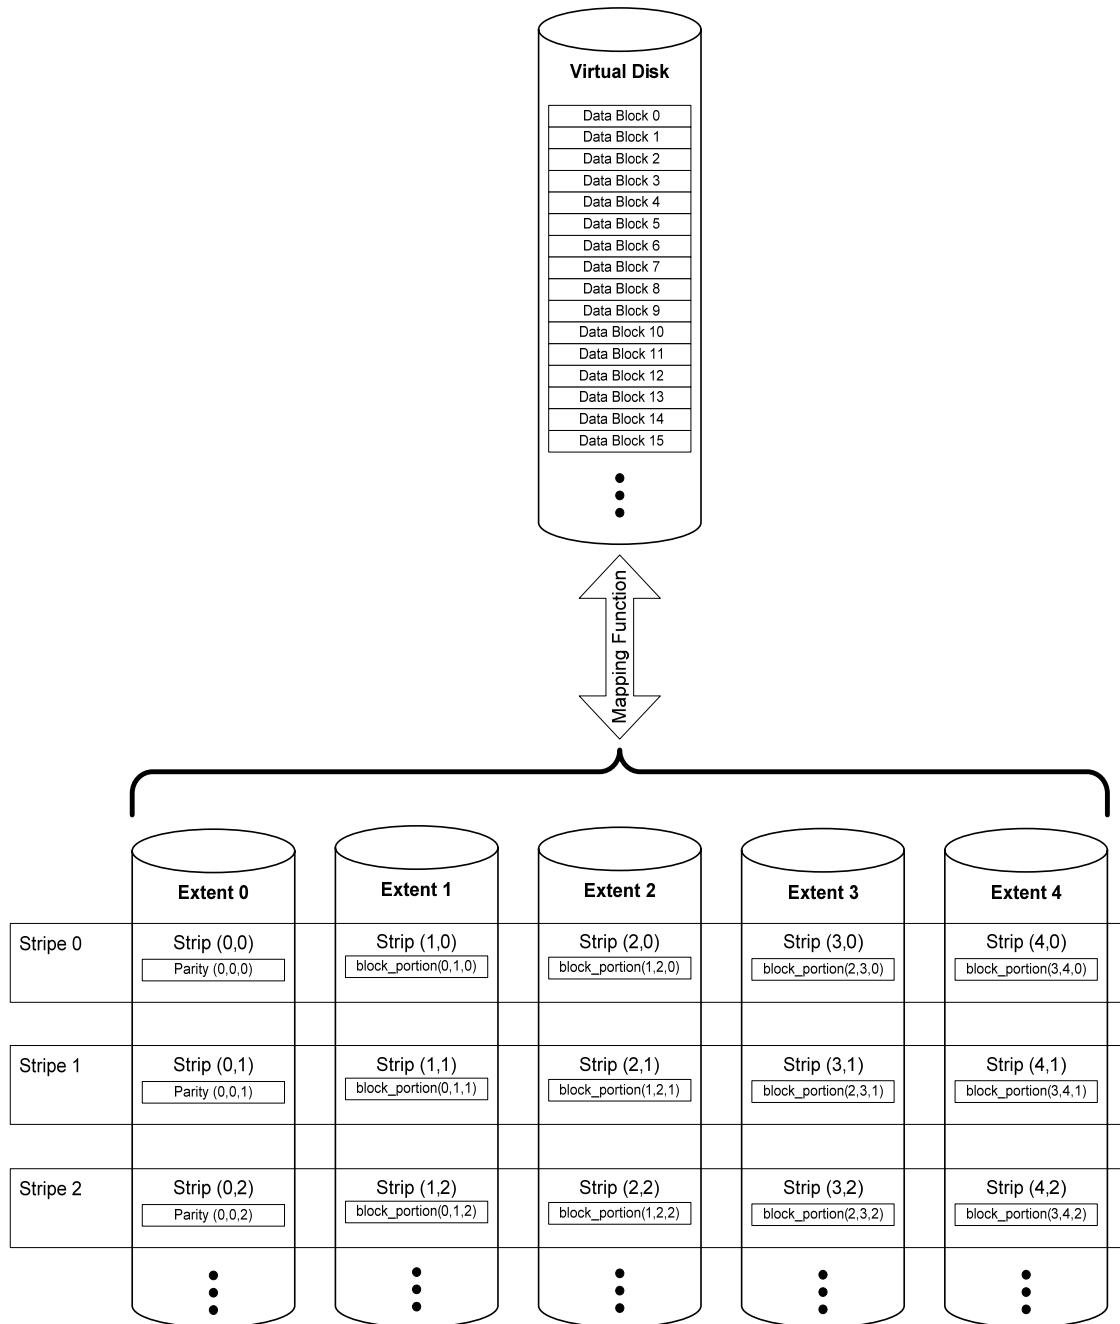 Virtual Disk
Data Block 0
Data Block 1
Data Block 2
Data Block 3
Data Block 4
Data Block 5
Data Block 6
Data Block 7
Data Block 8
Data Block 9
Data Block 10
Data Block 11
Data Block 12
Data Block 13
Data Block 14
Data Block 15
Mapping Function
Extent 0 Extent 1 Extent 2 Extent 3 Extent 4
Stripe 0 Strip (0,0) Strip (1,0) Strip (2,0) Strip (3,0) Strip (4,0)
Parity (0,0,0) block_portion(0,1,0) block_portion(1,2,0) block_portion(2,3,0) block_portion(3,4,0)
Stripe 1 Strip (0,1) Strip (1,1) Strip (2,1) Strip (3,1) Strip (4,1)
Parity (0,0,1) block_portion(0,1,1) block_portion(1,2,1) block_portion(2,3,1) block_portion(3,4,1)
Stripe 2 Strip (0,2) Strip (1,2) Strip (2,2) Strip (3,2) Strip (4,2)
Parity (0,0,2) block_portion(0,1,2) block_portion(1,2,2) block_portion(2,3,2) block_portion(3,4,2)